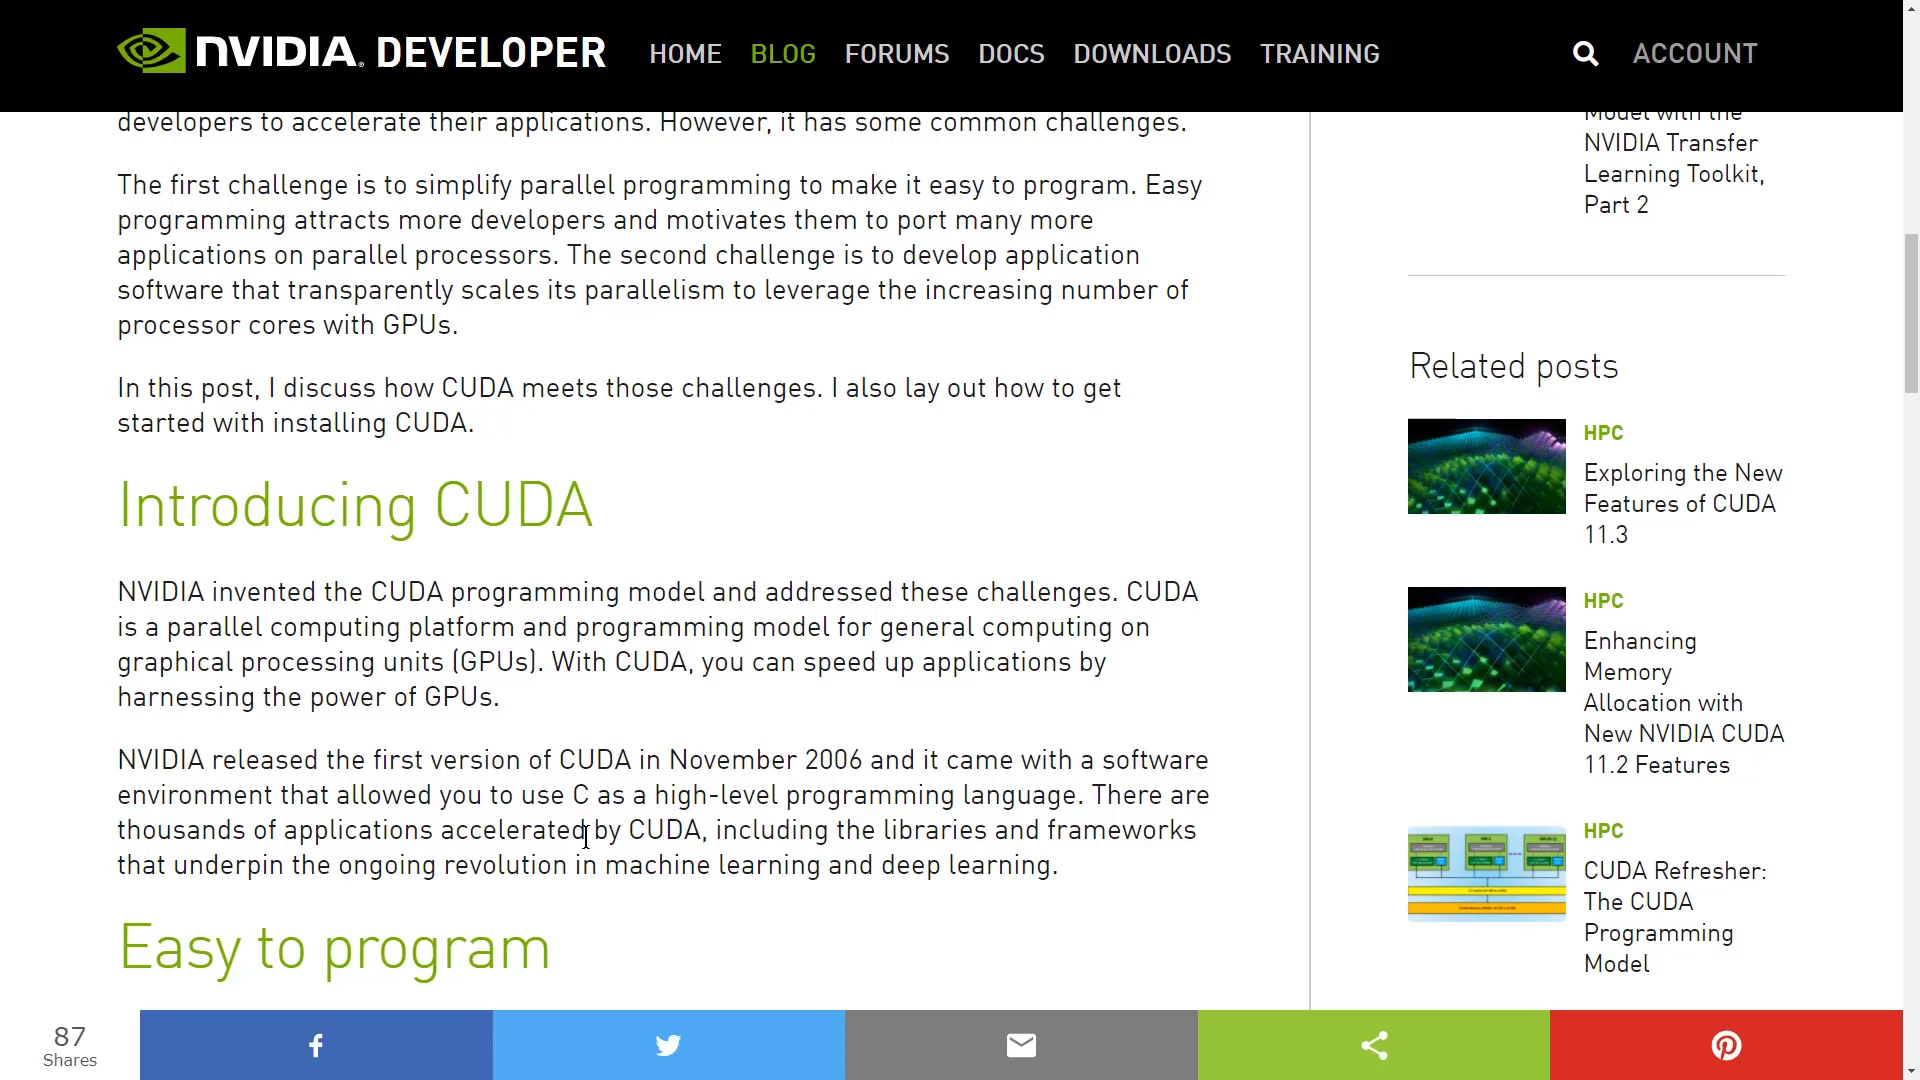 NVIDIA. DEVELOPER HOME BLOG FORUMS DOCS DOWNLOADS TRAINING ACCOUNT
developers to accelerate their applications. However, it has some common challenges.
The first challenge is to simplify parallel programming to make it easy to program. Easy
programming attracts more developers and motivates them to port many more
applications on parallel processors. The second challenge is to develop application
software that transparently scales its parallelism to leverage the increasing number of
processor cores with GPUs.
In this post, I discuss how CUDA meets those challenges. I also lay out how to get
started with installing CUDA.
Introducing CUDA
NVIDIA invented the CUDA programming model and addressed these challenges. CUDA
is a parallel computing platform and programming model for general computing on
graphical processing units (GPUs). With CUDA, you can speed up applications by
harnessing the power of GPUs.
NVIDIA released the first version of CUDA in November 2006 and it came with a software
environment that allowed you to use C as a high-level programming language. There are
thousands of applications accelerated by CUDA, including the libraries and frameworks
that underpin the ongoing revolution in machine learning and deep learning.
Easy to program
Model with the
NVIDIA Transfer
Learning Toolkit,
Part 2
Related posts
HPC
Exploring the New
Features of CUDA
11.3
HPC
Enhancing
Memory
Allocation with
New NVIDIA CUDA
11.2 Features
HPC
CUDA Refresher:
The CUDA
Programming
Model
87
Shares